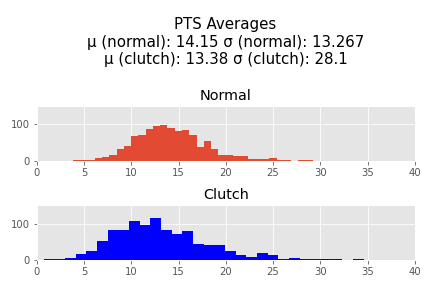 PTS Averages
μ (normal): 14.15 σ (normal): 13.267
μ (clutch): 13.38 σ (clutch): 28.1
Normal
100
0
0 5 10 15 20 25 30 35 40
Clutch
100
0
0 5 10 15 20 25 30 35 40